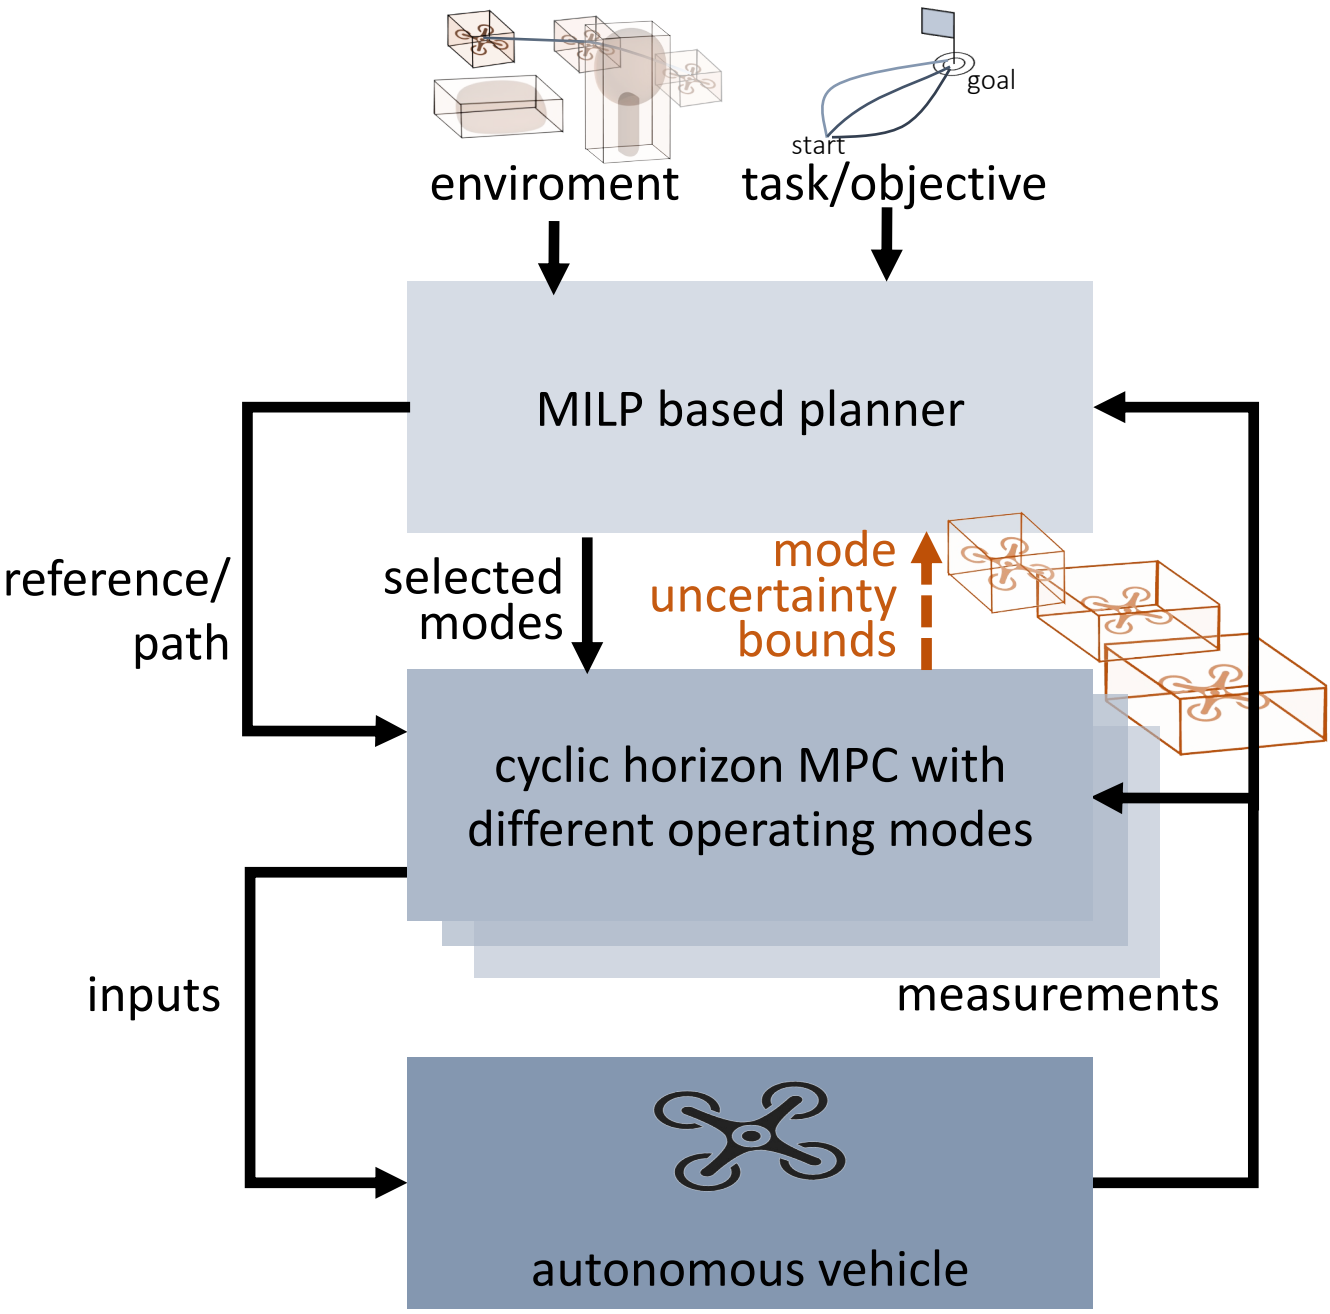 goal
start
enviroment
task/objective
MILP based planner
reference/
path
selected
modes
mode
uncertainty
bounds
cyclic horizon MPC with
different operating modes
inputs
measurements
autonomous vehicle